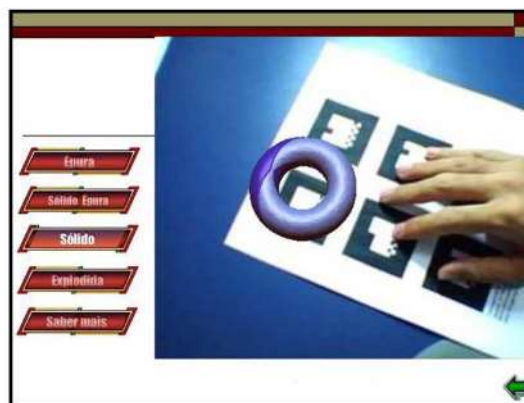 Épura
Sólido Épura
Sólido
Explodida
Saber mais